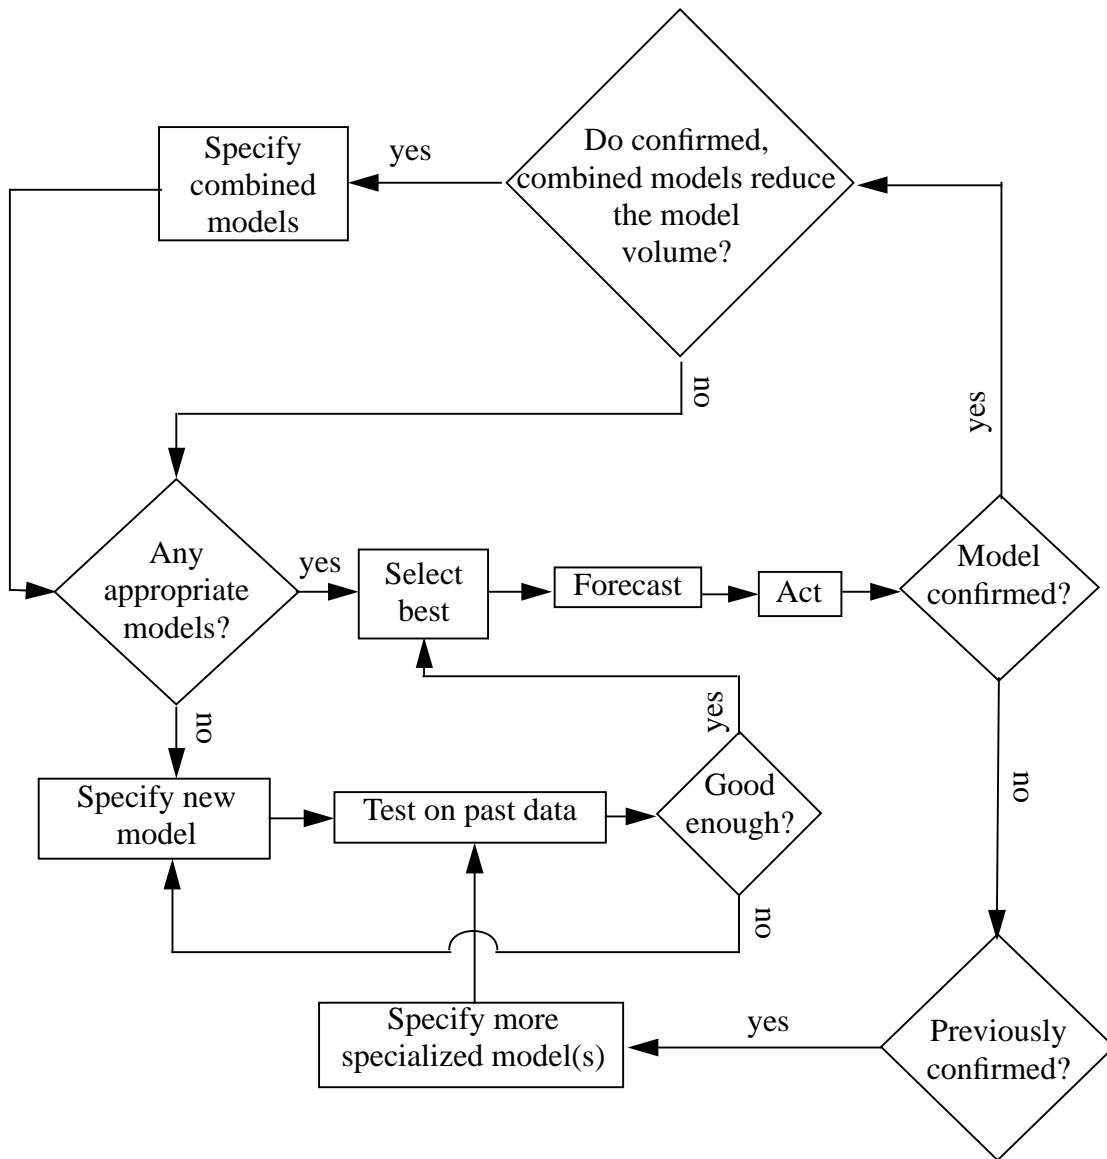 Do confirmed,
combined models reduce
the model
volume?
yes
Specify
combined
models
no
yes
Any
appropriate
models?
yes
Select
best
Forecast
Act
Model
confirmed?
no
yes
no
Specify new
model
Test on past data
Good
enough?
no
Specify more
specialized model(s)
yes
Previously
confirmed?